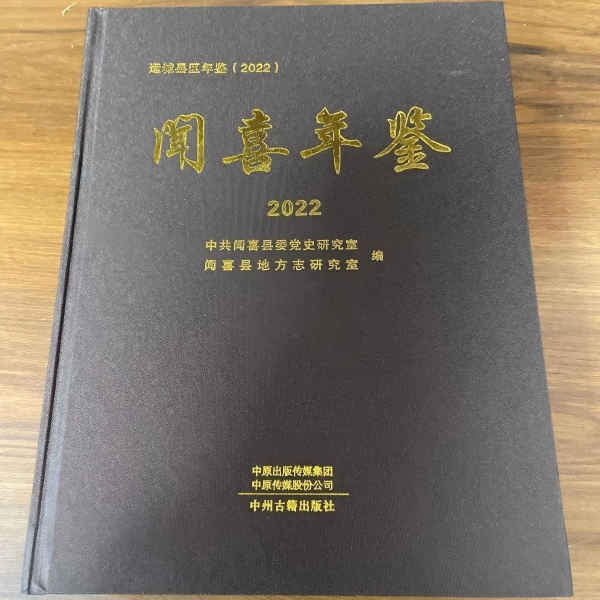 运城县区年鉴（2022）
闻喜年鉴
2022
中共闻喜县委党史研究室
闻喜县地方志研究室
编
中原出版传媒集团
中原传媒股份公司
中州古籍出版社